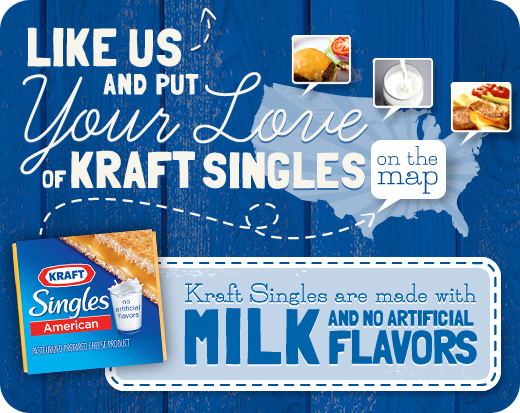 LIKE US
AND PUT
Your Love
OF KRAFT SINGLES
on the
map
KRAFT
Singles
American
no
artificial
flavors
PASTEURIZED PREPARED CHEESE PRODUCT
Kraft Singles are made with
MILK AND NO ARTIFICIAL
FLAVORS